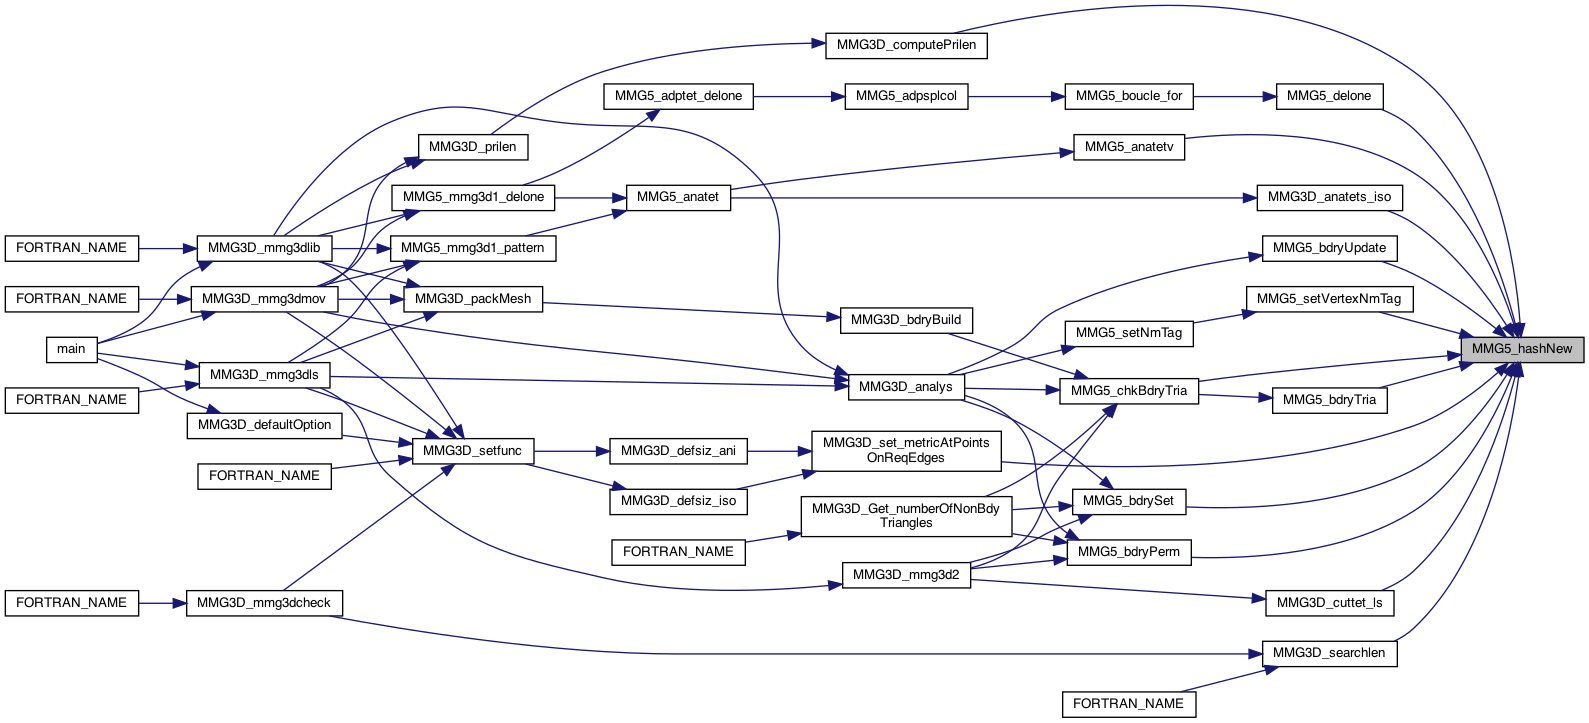 MMG3D_computePrilen
MMG5_adptet_delone
MMG5_adpsplcol
MMG5_boucle_for
MMG5_delone
MMG3D_prilen
MMG5_anatetv
MMG5_mmg3d1_delone
MMG5_anatet
MMG3D_anatets_iso
FORTRAN_NAME
MMG3D_mmg3dlib
MMG5_mmg3d1_pattern
MMG5_bdryUpdate
FORTRAN_NAME
MMG3D_mmg3dmov
MMG3D_packMesh
MMG5_setVertexNmTag
MMG3D_bdryBuild
MMG5_setNmTag
main
MMG5_hashNew
MMG3D_mmg3dls
MMG3D_analys
MMG5_chkBdryTria
FORTRAN_NAME
MMG5_bdryTria
MMG3D_defaultOption
MMG3D_setfunc
MMG3D_defsiz_ani
MMG3D_set_metricAtPoints
OnReqEdges
FORTRAN_NAME
MMG3D_defsiz_iso
MMG3D_Get_numberOfNonBdy
Triangles
MMG5_bdrySet
FORTRAN_NAME
MMG5_bdryPerm
MMG3D_mmg3d2
FORTRAN_NAME
MMG3D_mmg3dcheck
MMG3D_cuttet_ls
MMG3D_searchlen
FORTRAN_NAME